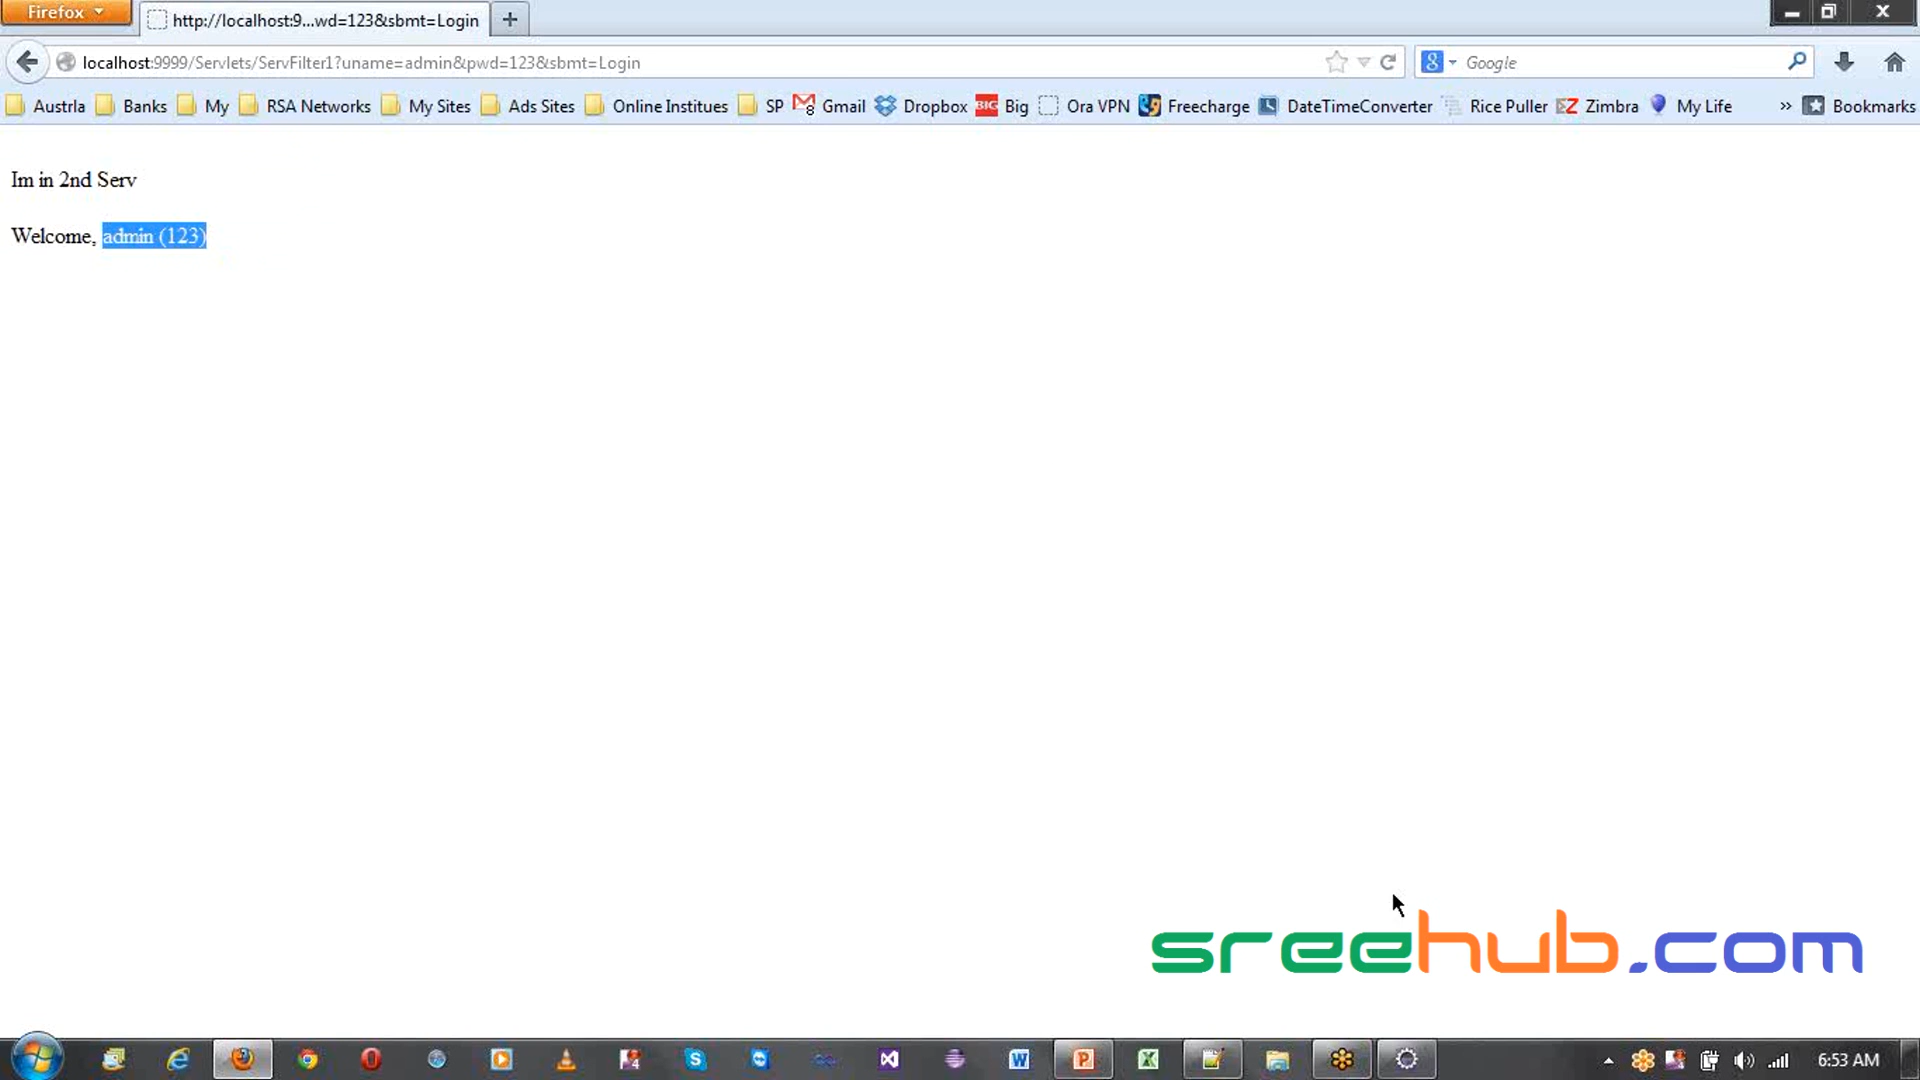 Firefox
http://localhost:9...wd=123&sbmt=Login
localhost:9999/Servlets/ServFilter1?uname=admin&pwd=123&sbmt=Login
Google
Austrla Banks My RSA Networks My Sites Ads Sites Online Institues SP Gmail Dropbox BIG Big Ora VPN Freecharge DateTimeConverter Rice Puller Zimbra My Life » Bookmarks
Im in 2nd Serv
Welcome, admin (123)
sreehub.com
6:53 AM